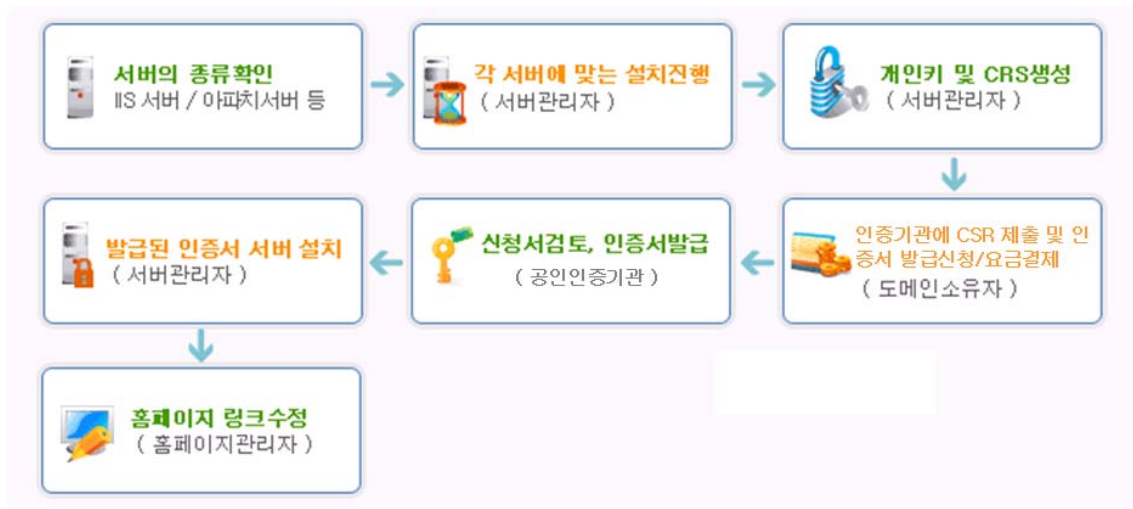 서버의 종류확인
IIS 서버 / 아파치서버 등
각 서버에 맞는 설치진행
( 서버관리자 )
개인키 및 CRS생성
( 서버관리자 )
인증기관에 CSR 제출 및 인
증서 발급신청/요금결제
( 도메인소유자 )
신청서검토, 인증서발급
( 공인인증기관 )
발급된 인증서 서버 설치
( 서버관리자 )
홈페이지 링크수정
( 홈페이지관리자 )